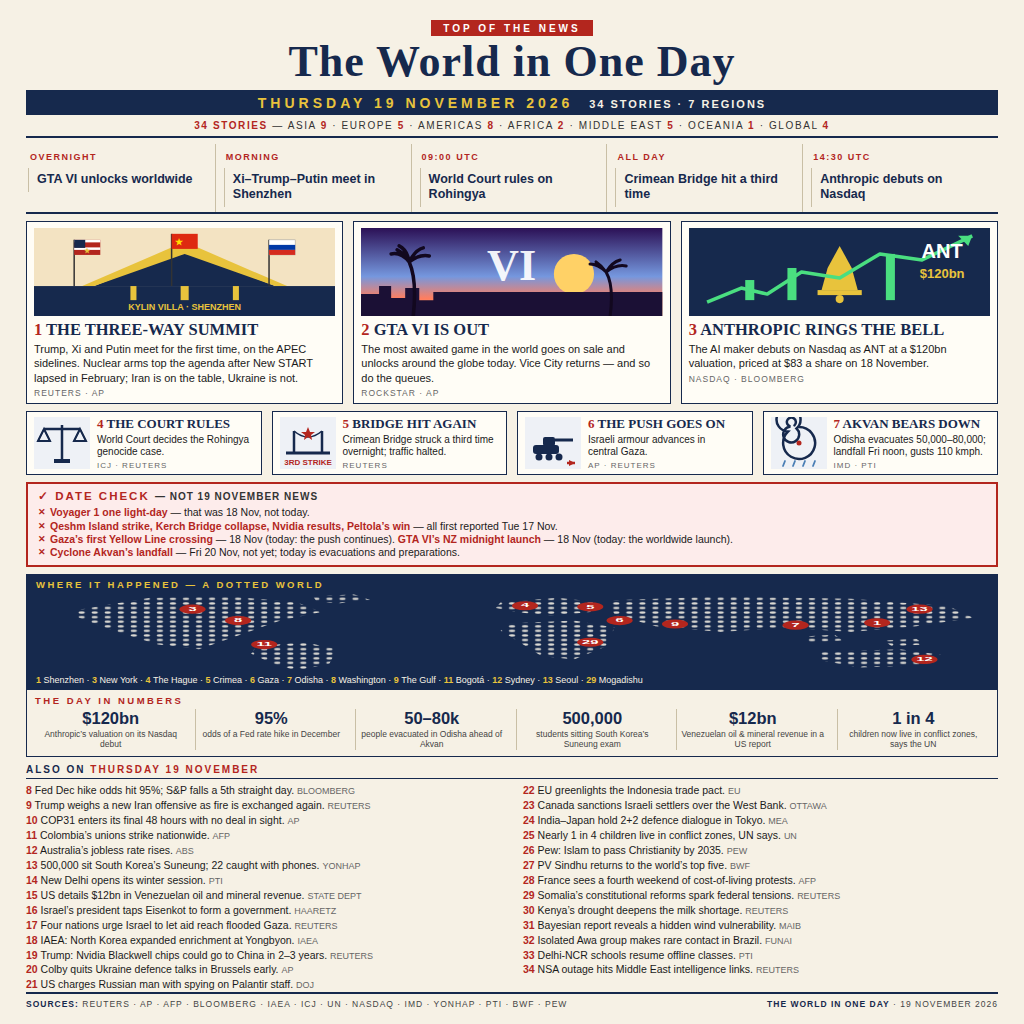 TOP OF THE NEWS
The World in One Day
THURSDAY 19 NOVEMBER 2026 34 STORIES · 7 REGIONS
34 STORIES — ASIA 9 · EUROPE 5 · AMERICAS 8 · AFRICA 2 · MIDDLE EAST 5 · OCEANIA 1 · GLOBAL 4
OVERNIGHT
GTA VI unlocks worldwide
MORNING
Xi–Trump–Putin meet in
Shenzhen
09:00 UTC
World Court rules on
Rohingya
ALL DAY
Crimean Bridge hit a third
time
14:30 UTC
Anthropic debuts on
Nasdaq
KYLIN VILLA · SHENZHEN
1 THE THREE-WAY SUMMIT
Trump, Xi and Putin meet for the first time, on the APEC
sidelines. Nuclear arms top the agenda after New START
lapsed in February; Iran is on the table, Ukraine is not.
REUTERS · AP
VI
2 GTA VI IS OUT
The most awaited game in the world goes on sale and
unlocks around the globe today. Vice City returns — and so
do the queues.
ROCKSTAR · AP
ANT
$120bn
3 ANTHROPIC RINGS THE BELL
The AI maker debuts on Nasdaq as ANT at a $120bn
valuation, priced at $83 a share on 18 November.
NASDAQ · BLOOMBERG
4 THE COURT RULES
World Court decides the Rohingya
genocide case.
ICJ · REUTERS
3RD STRIKE
5 BRIDGE HIT AGAIN
Crimean Bridge struck a third time
overnight; traffic halted.
REUTERS
6 THE PUSH GOES ON
Israeli armour advances in
central Gaza.
AP · REUTERS
7 AKVAN BEARS DOWN
Odisha evacuates 50,000–80,000;
landfall Fri noon, gusts 110 kmph.
IMD · PTI
✓ DATE CHECK — NOT 19 NOVEMBER NEWS
✕ Voyager 1 one light-day — that was 18 Nov, not today.
✕ Qeshm Island strike, Kerch Bridge collapse, Nvidia results, Peltola's win — all first reported Tue 17 Nov.
✕ Gaza's first Yellow Line crossing — 18 Nov (today: the push continues). GTA VI's NZ midnight launch — 18 Nov (today: the worldwide launch).
✕ Cyclone Akvan's landfall — Fri 20 Nov, not yet; today is evacuations and preparations.
WHERE IT HAPPENED — A DOTTED WORLD
3
8
11
4
5
6
29
9
7
1
13
12
1 Shenzhen · 3 New York · 4 The Hague · 5 Crimea · 6 Gaza · 7 Odisha · 8 Washington · 9 The Gulf · 11 Bogotá · 12 Sydney · 13 Seoul · 29 Mogadishu
THE DAY IN NUMBERS
$120bn
Anthropic's valuation on its Nasdaq
debut
95%
odds of a Fed rate hike in December
50–80k
people evacuated in Odisha ahead of
Akvan
500,000
students sitting South Korea's
Suneung exam
$12bn
Venezuelan oil & mineral revenue in a
US report
1 in 4
children now live in conflict zones,
says the UN
ALSO ON THURSDAY 19 NOVEMBER
8 Fed Dec hike odds hit 95%; S&P falls a 5th straight day. BLOOMBERG
9 Trump weighs a new Iran offensive as fire is exchanged again. REUTERS
10 COP31 enters its final 48 hours with no deal in sight. AP
11 Colombia's unions strike nationwide. AFP
12 Australia's jobless rate rises. ABS
13 500,000 sit South Korea's Suneung; 22 caught with phones. YONHAP
14 New Delhi opens its winter session. PTI
15 US details $12bn in Venezuelan oil and mineral revenue. STATE DEPT
16 Israel's president taps Eisenkot to form a government. HAARETZ
17 Four nations urge Israel to let aid reach flooded Gaza. REUTERS
18 IAEA: North Korea expanded enrichment at Yongbyon. IAEA
19 Trump: Nvidia Blackwell chips could go to China in 2–3 years. REUTERS
20 Colby quits Ukraine defence talks in Brussels early. AP
21 US charges Russian man with spying on Palantir staff. DOJ
22 EU greenlights the Indonesia trade pact. EU
23 Canada sanctions Israeli settlers over the West Bank. OTTAWA
24 India–Japan hold 2+2 defence dialogue in Tokyo. MEA
25 Nearly 1 in 4 children live in conflict zones, UN says. UN
26 Pew: Islam to pass Christianity by 2035. PEW
27 PV Sindhu returns to the world's top five. BWF
28 France sees a fourth weekend of cost-of-living protests. AFP
29 Somalia's constitutional reforms spark federal tensions. REUTERS
30 Kenya's drought deepens the milk shortage. REUTERS
31 Bayesian report reveals a hidden wind vulnerability. MAIB
32 Isolated Awa group makes rare contact in Brazil. FUNAI
33 Delhi-NCR schools resume offline classes. PTI
34 NSA outage hits Middle East intelligence links. REUTERS
SOURCES: REUTERS · AP · AFP · BLOOMBERG · IAEA · ICJ · UN · NASDAQ · IMD · YONHAP · PTI · BWF · PEW
THE WORLD IN ONE DAY · 19 NOVEMBER 2026